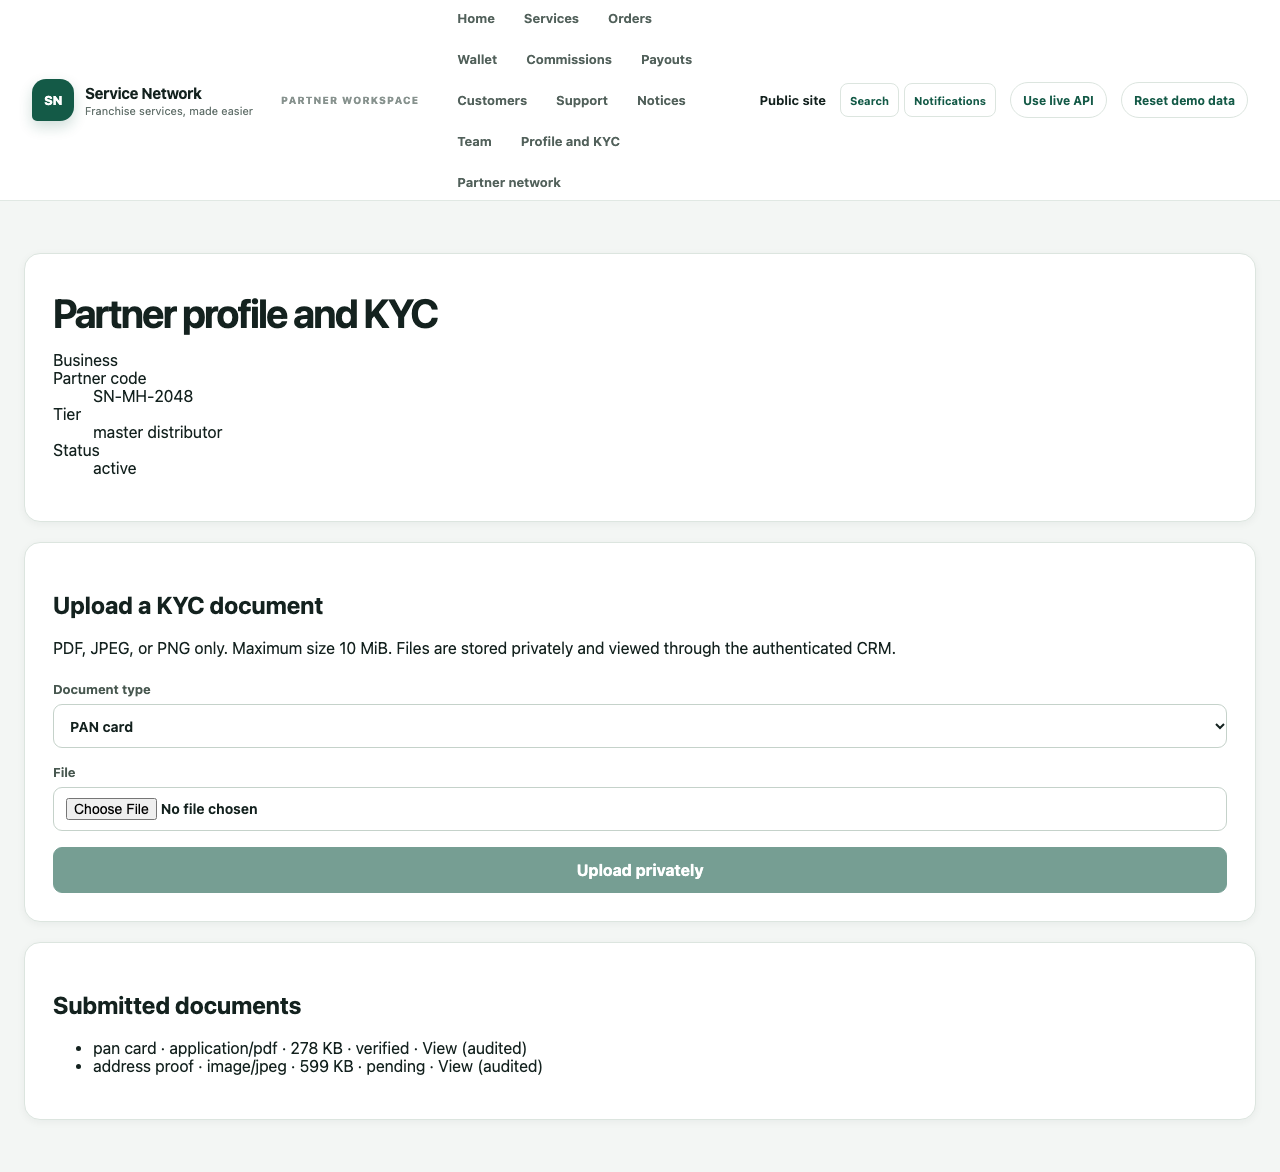 SN
Service Network
Franchise services, made easier
PARTNER WORKSPACE
Home Services Orders
Wallet Commissions Payouts
Customers Support Notices
Team Profile and KYC
Partner network
Public site
Search
Notifications
Use live API
Reset demo data
Partner profile and KYC
Business
Partner code
SN-MH-2048
Tier
master distributor
Status
active
Upload a KYC document
PDF, JPEG, or PNG only. Maximum size 10 MiB. Files are stored privately and viewed through the authenticated CRM.
Document type
PAN card
File
Choose File No file chosen
Upload privately
Submitted documents
• pan card · application/pdf · 278 KB · verified · View (audited)
• address proof · image/jpeg · 599 KB · pending · View (audited)